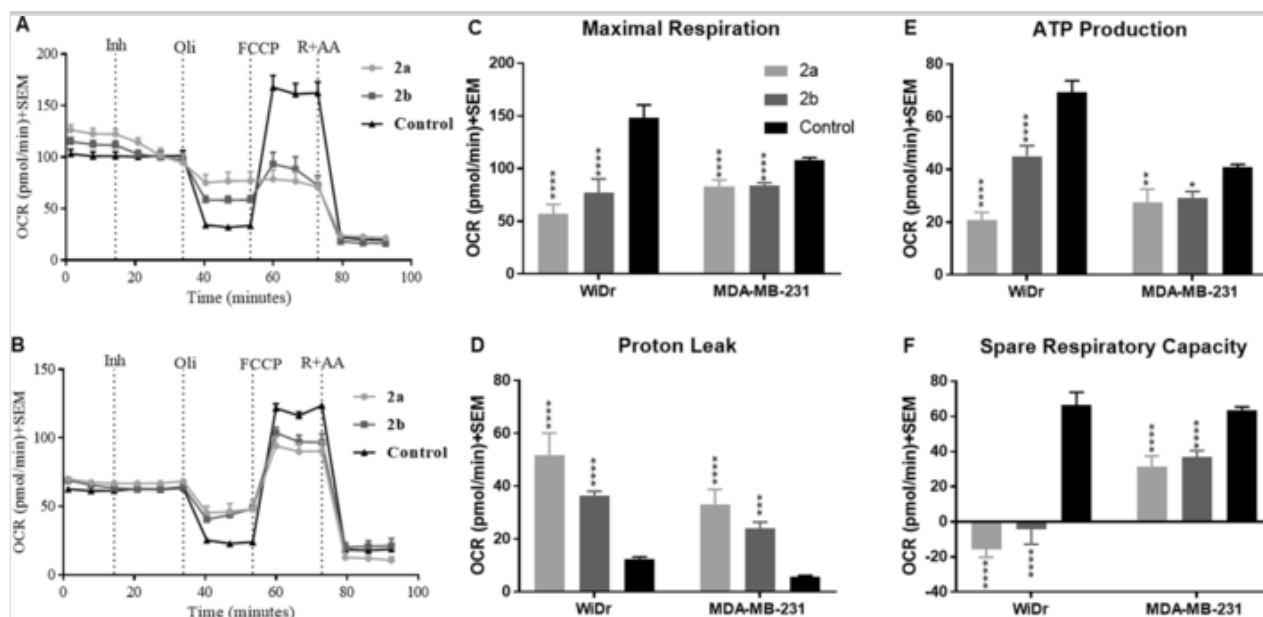 A
Inh
Oli
FCCP
R+AA
200
150
100
50
0
OCR (pmol/min)+SEM
2a
2b
Control
0
20
40
60
80
100
Time (minutes)
B
Inh
Oli
FCCP
R+AA
150
100
50
0
OCR (pmol/min)+SEM
2a
2b
Control
0
20
40
60
80
100
Time (minutes)
C
Maximal Respiration
200
150
100
50
0
OCR (pmol/min)+SEM
2a
2b
Control
****
****
****
****
WiDr
MDA-MB-231
D
Proton Leak
80
60
40
20
0
OCR (pmol/min)+SEM
****
****
****
***
WiDr
MDA-MB-231
E
ATP Production
80
60
40
20
0
OCR (pmol/min)+SEM
****
****
**
*
WiDr
MDA-MB-231
F
Spare Respiratory Capacity
80
60
40
20
0
-20
-40
OCR (pmol/min)+SEM
****
****
****
****
WiDr
MDA-MB-231